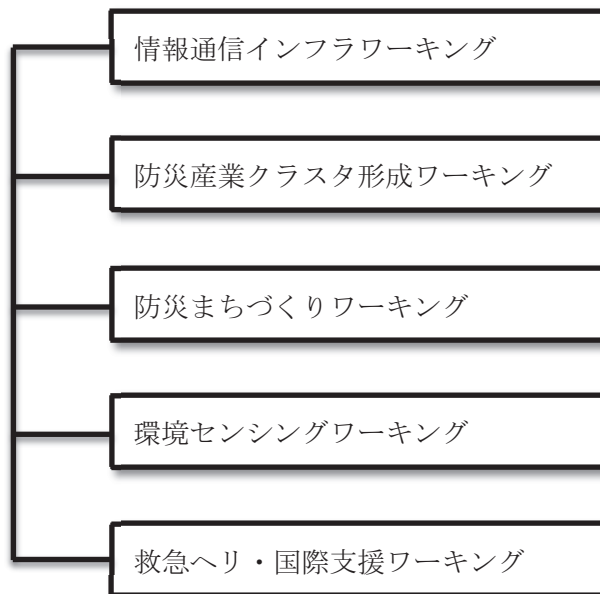 情報通信インフラワーキング
防災産業クラスタ形成ワーキング
防災まちづくりワーキング
環境センシングワーキング
救急ヘリ・国際支援ワーキング